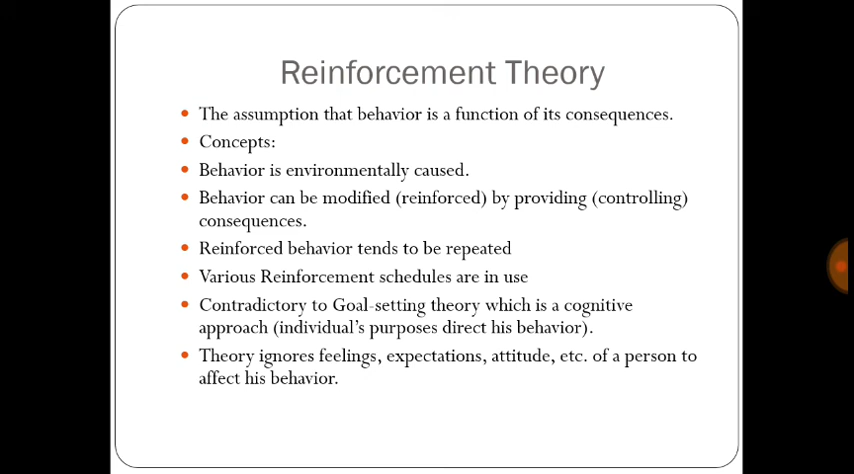 Reinforcement Theory
The assumption that behavior is a function of its consequences.
Concepts:
Behavior is environmentally caused.
Behavior can be modified (reinforced) by providing (controlling)
consequences.
Reinforced behavior tends to be repeated
Various Reinforcement schedules are in use
Contradictory to Goal-setting theory which is a cognitive
approach (individual's purposes direct his behavior).
Theory ignores feelings, expectations, attitude, etc. of a person to
affect his behavior.